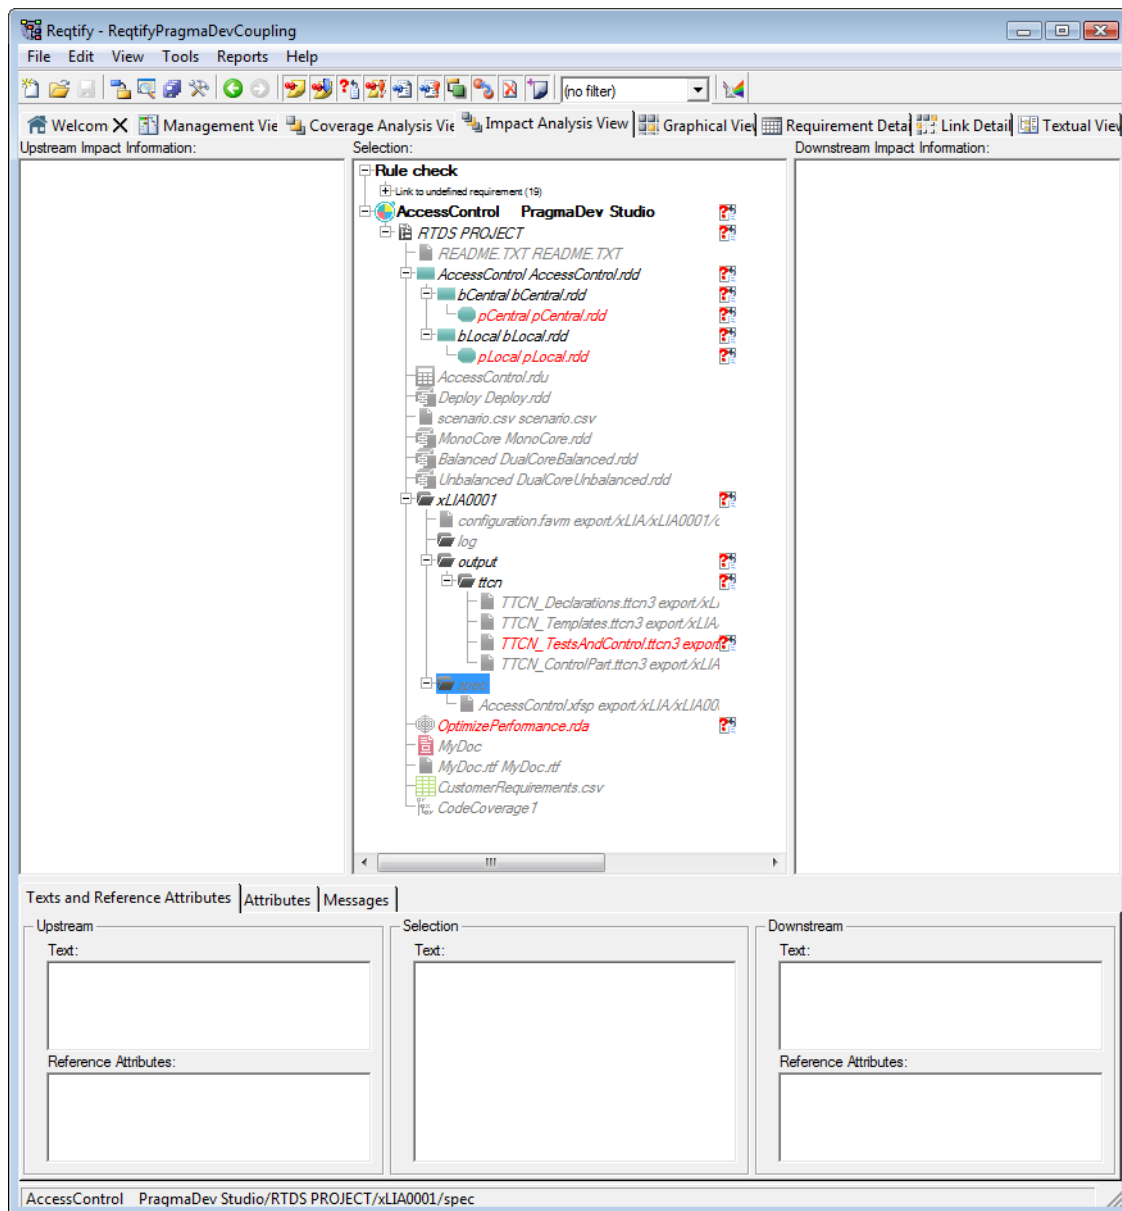 Reqtify - ReqtifyPragmaDevCoupling
File Edit View Tools Reports Help
(no filter)
Welcom Management Vie Coverage Analysis Vie Impact Analysis View Graphical Viev Requirement Detai Link Detail Textual View
Upstream Impact Information: Selection: Downstream Impact Information:
Rule check
Link to undefined requirement (19)
AccessControl PragmaDev Studio
RTDS PROJECT
README.TXT README.TXT
AccessControl AccessControl.rdd
bCentral bCentral.rdd
pCentral pCentral.rdd
bLocal bLocal.rdd
pLocal pLocal.rdd
AccessControl.rdu
Deploy Deploy.rdd
scenario.csv scenario.csv
MonoCore MonoCore.rdd
Balanced DualCoreBalanced.rdd
Unbalanced DualCoreUnbalanced.rdd
xLIA0001
configuration.favm export/xLIA/xLIA0001/c
log
output
ttcn
TTCN_Declarations.ttcn3 export/xLI
TTCN_Templates.ttcn3 export/xLIA
TTCN_TestsAndControl.ttcn3 export
TTCN_ControlPart.ttcn3 export/xLIA
spec
AccessControl.xfsp export/xLIA/xLIA00
OptimizePerformance.rda
MyDoc
MyDoc.rtf MyDoc.rtf
CustomerRequirements.csv
CodeCoverage1
Texts and Reference Attributes Attributes Messages
Upstream Selection Downstream
Text: Text: Text:
Reference Attributes: Reference Attributes:
AccessControl PragmaDev Studio/RTDS PROJECT/xLIA0001/spec